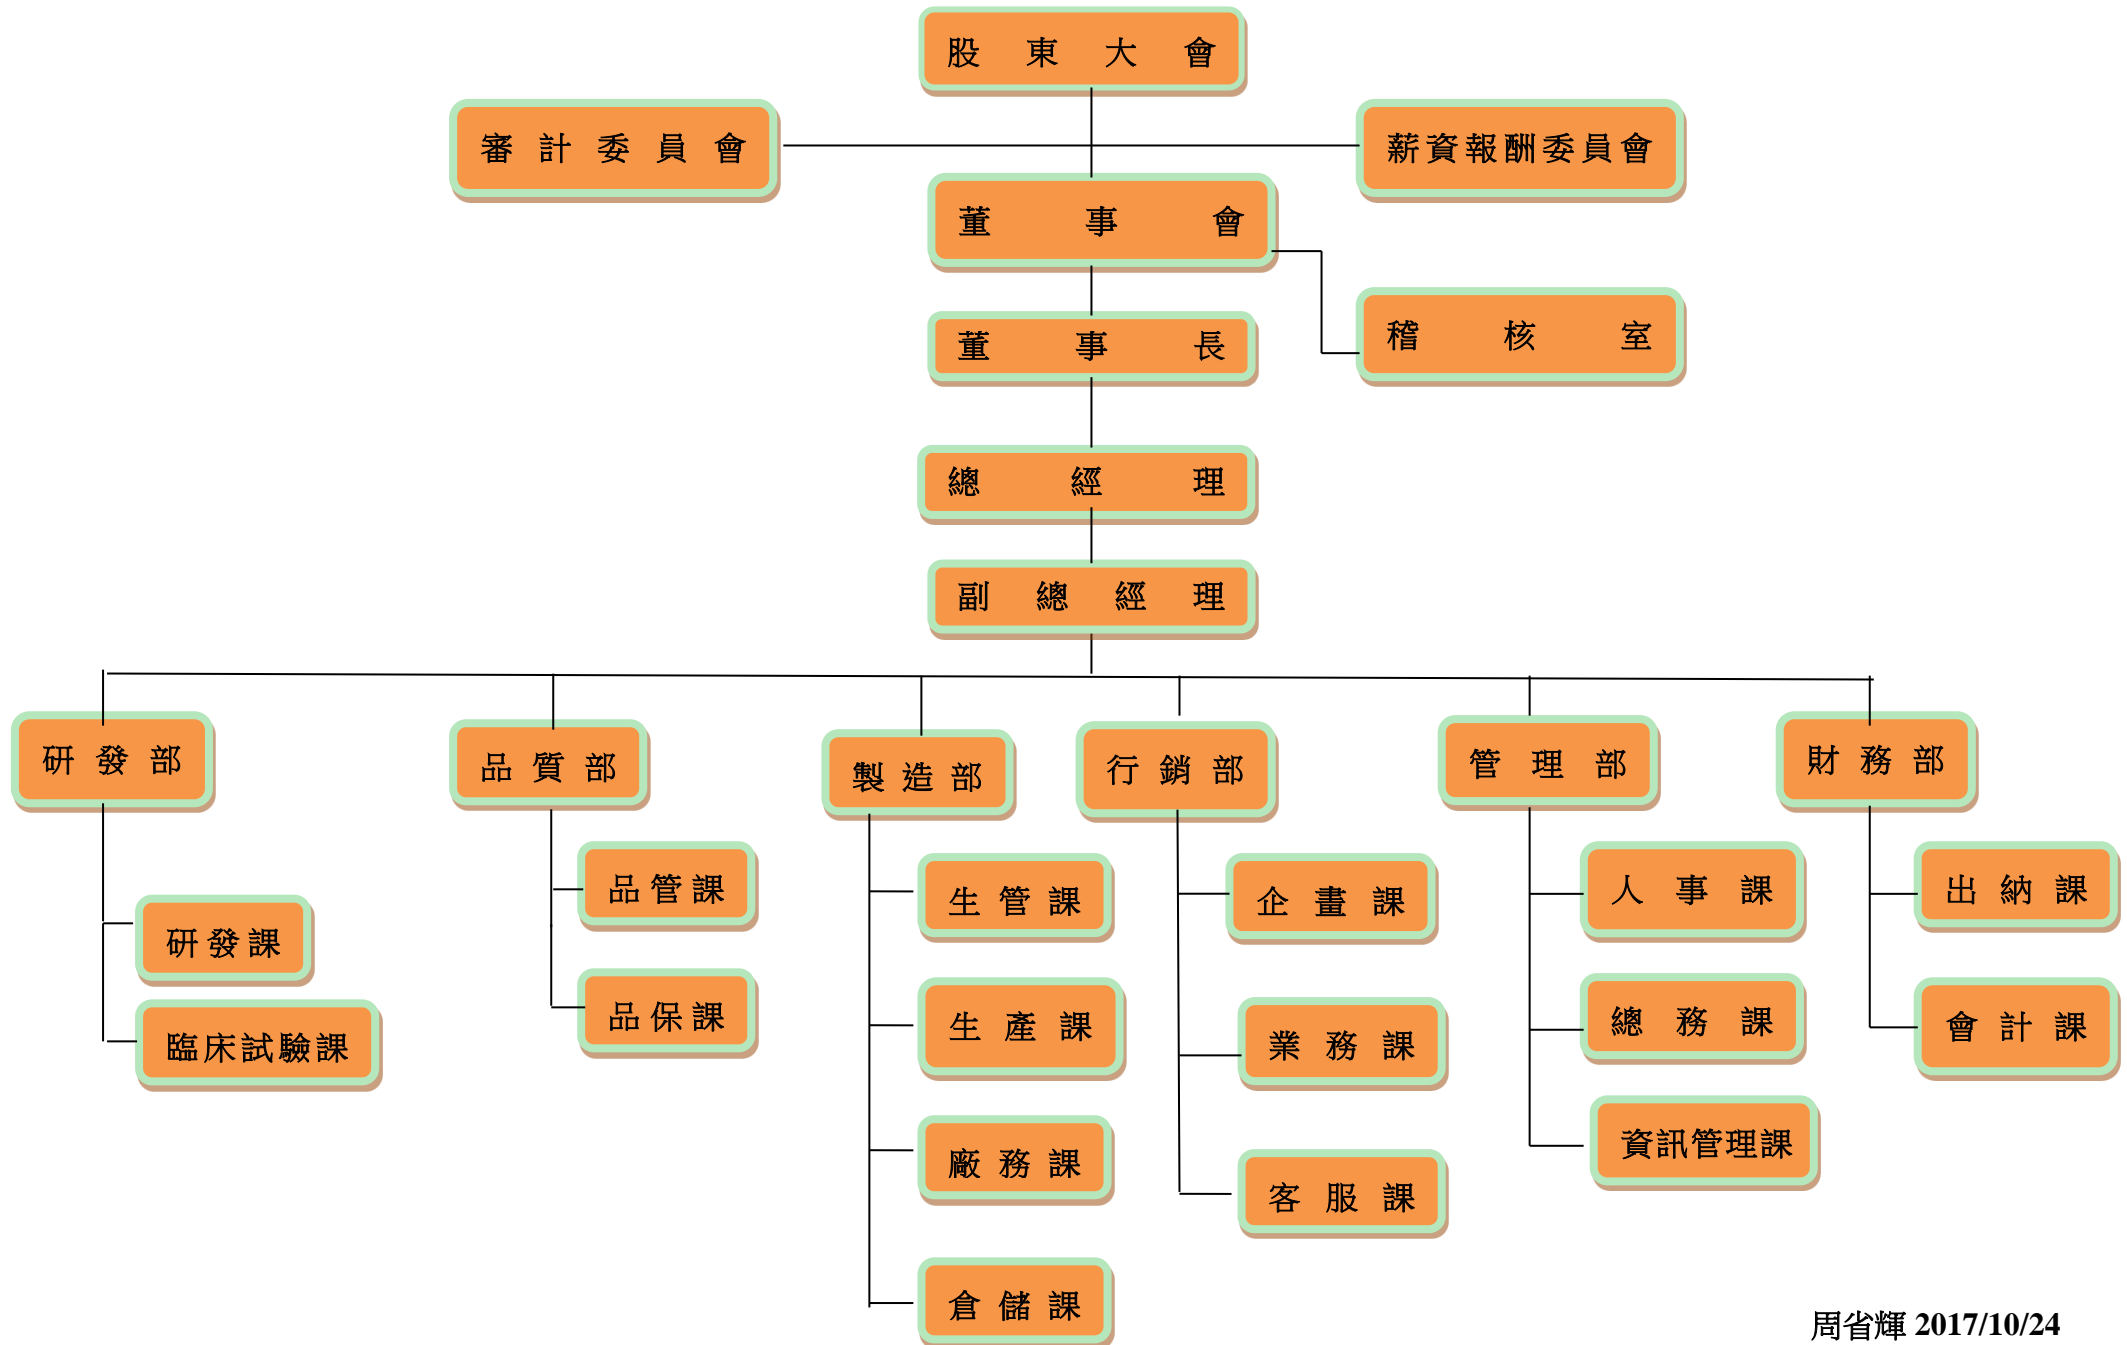 股東大會
審計委員會
薪資報酬委員會
董事會
稽核室
董事長
總經理
副總經理
研發部
品質部
製造部
行銷部
管理部
財務部
研發課
臨床試驗課
品管課
品保課
生管課
生產課
廠務課
倉儲課
企畫課
業務課
客服課
人事課
總務課
資訊管理課
出納課
會計課
周省輝 2017/10/24